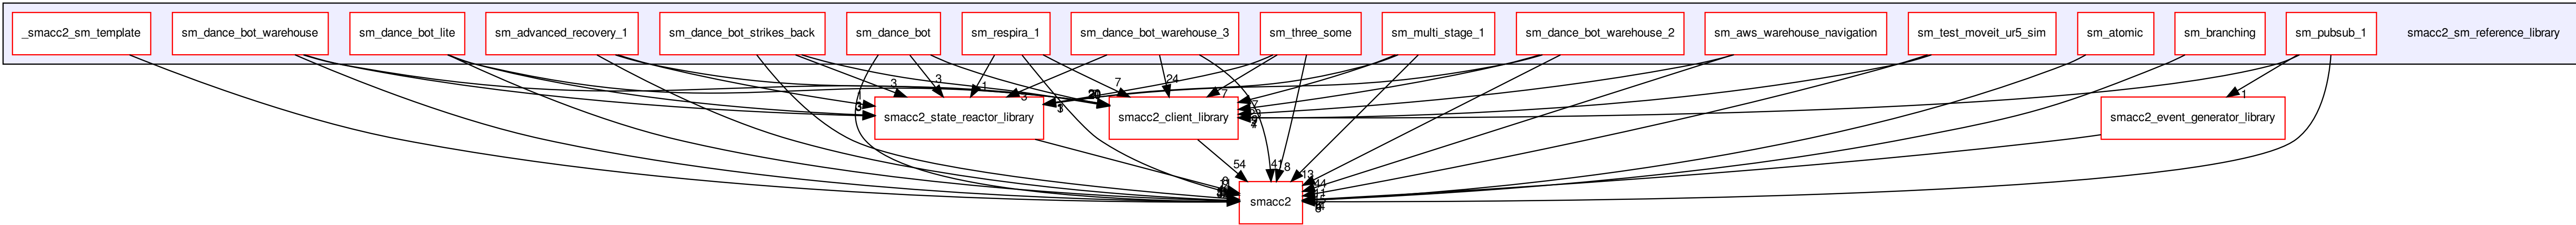 _smacc2_sm_template
sm_dance_bot_warehouse
sm_dance_bot_lite
sm_advanced_recovery_1
sm_dance_bot_strikes_back
sm_dance_bot
sm_respira_1
sm_dance_bot_warehouse_3
sm_three_some
sm_multi_stage_1
sm_dance_bot_warehouse_2
sm_aws_warehouse_navigation
sm_test_moveit_ur5_sim
sm_atomic
sm_branching
sm_pubsub_1
smacc2_sm_reference_library
3
3
1
7
24
3
7
1
smacc2_state_reactor_library
smacc2_client_library
smacc2_event_generator_library
54
41
8
13
smacc2